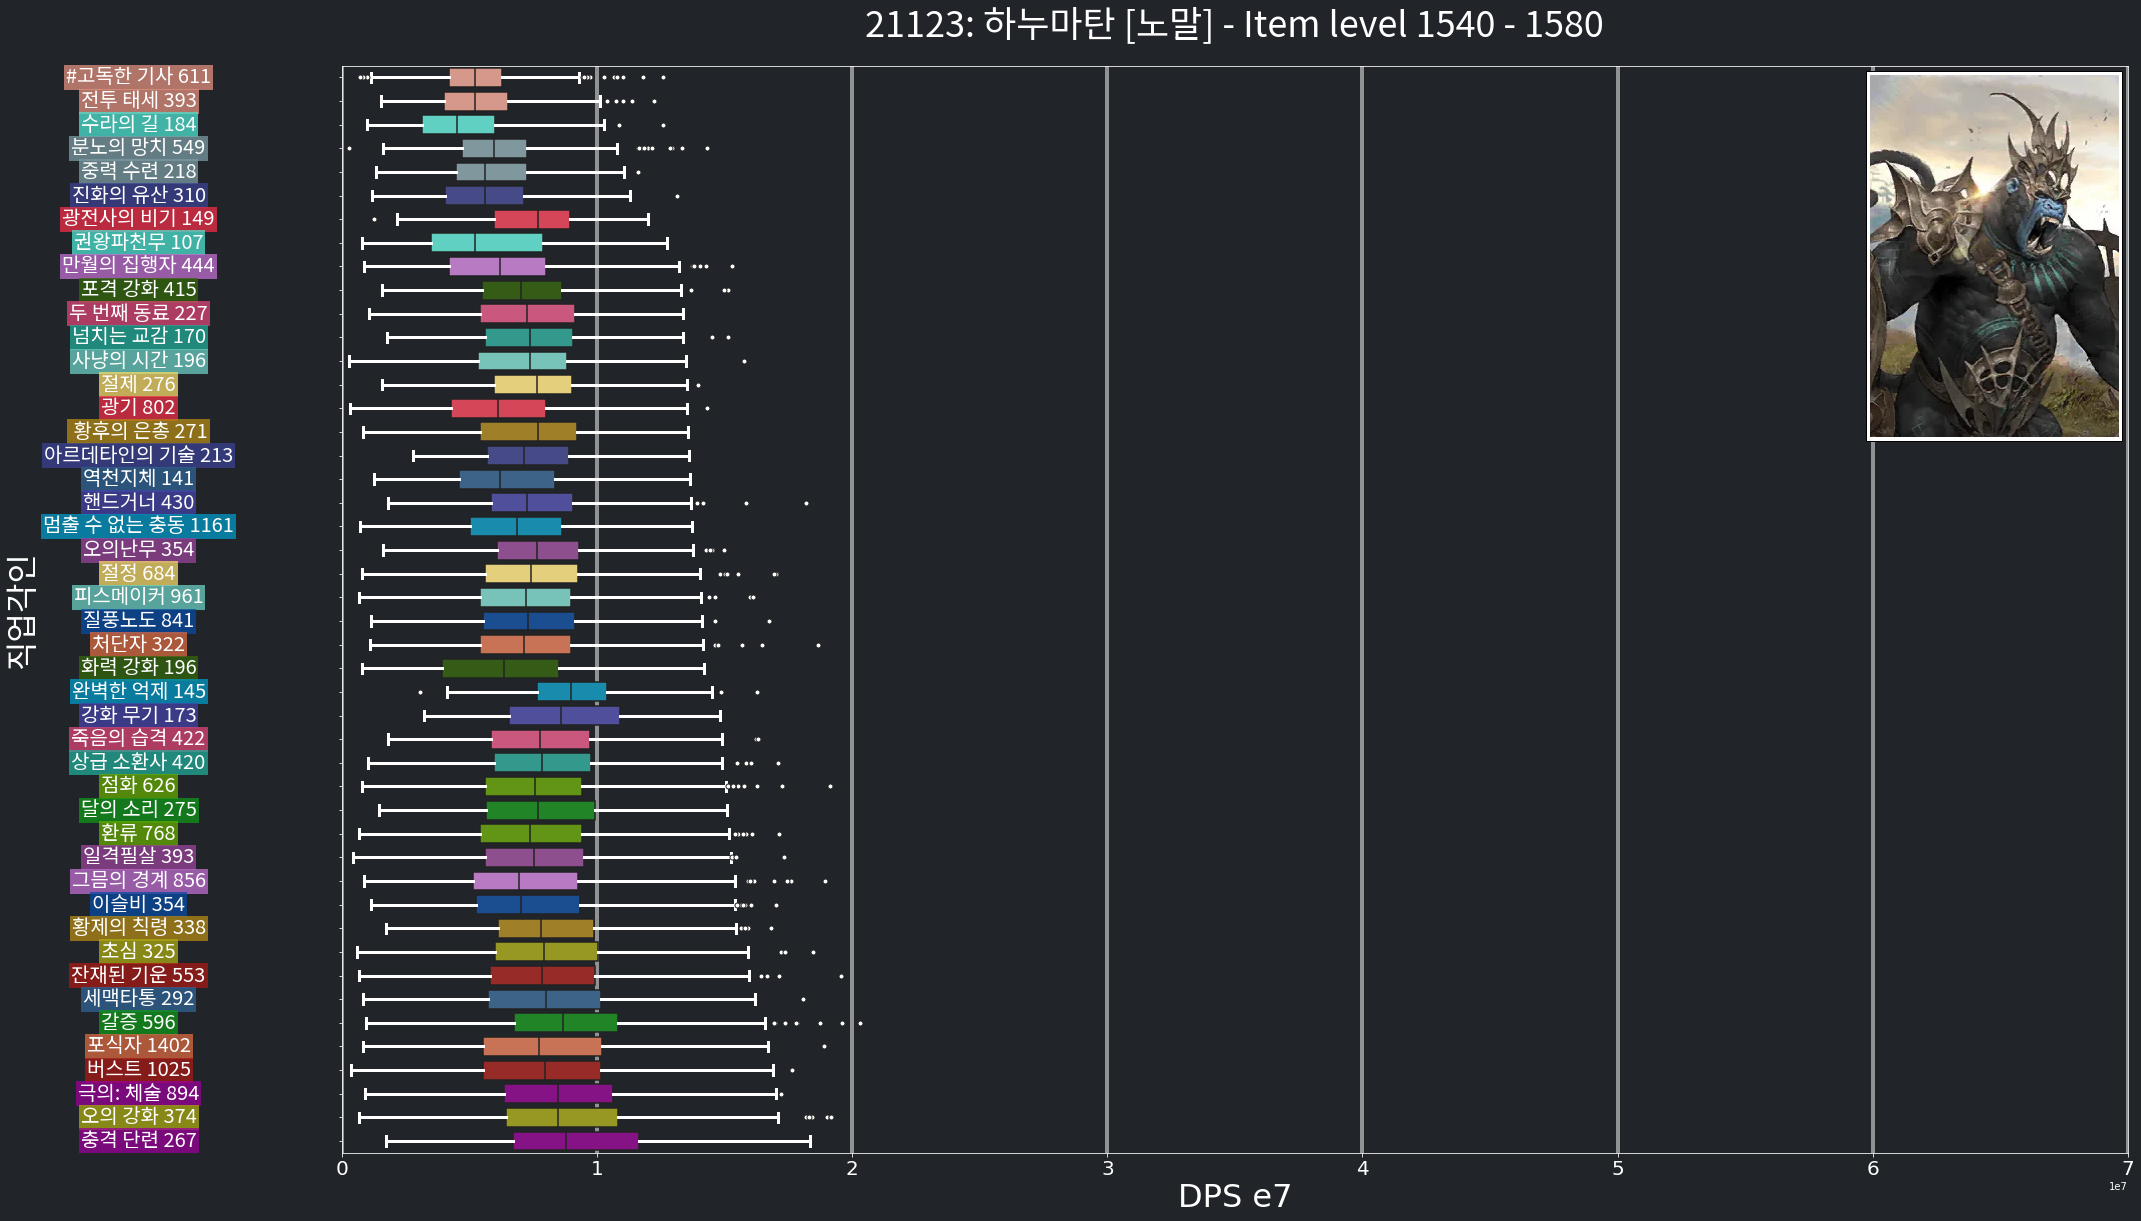 21123: 하누마탄 [노말] - Item level 1540 - 1580
#고독한 기사 611
전투 태세 393
수라의 길 184
분노의 망치 549
중력 수련 218
진화의 유산 310
광전사의 비기 149
권왕파천무 107
만월의 집행자 444
포격 강화 415
두 번째 동료 227
넘치는 교감 170
사냥의 시간 196
절제 276
광기 802
황후의 은총 271
아르데타인의 기술 213
역천지체 141
핸드거너 430
멈출 수 없는 충동 1161
오의난무 354
절정 684
피스메이커 961
질풍노도 841
처단자 322
화력 강화 196
완벽한 억제 145
강화 무기 173
죽음의 습격 422
상급 소환사 420
점화 626
달의 소리 275
환류 768
일격필살 393
그믐의 경계 856
이슬비 354
황제의 칙령 338
초심 325
잔재된 기운 553
세맥타통 292
갈증 596
포식자 1402
버스트 1025
극의: 체술 894
오의 강화 374
충격 단련 267
직업각인
0 1 2 3 4 5 6 7
1e7
DPS e7